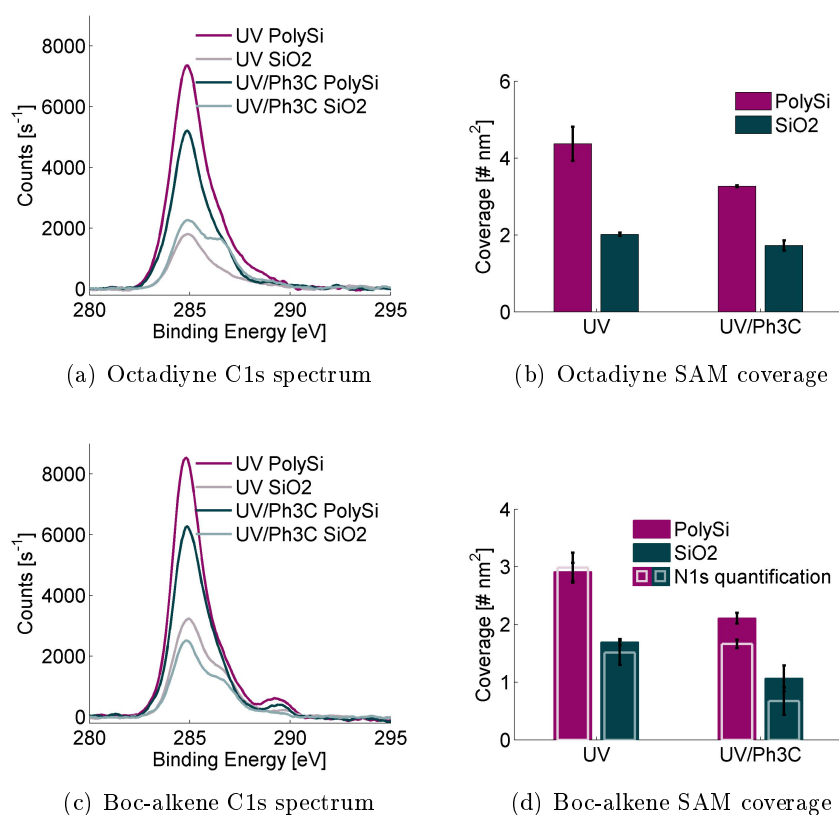 8000
6000
4000
2000
0
Counts [s⁻¹]
UV PolySi
UV SiO2
UV/Ph3C PolySi
UV/Ph3C SiO2
280 285 290 295
Binding Energy [eV]
(a) Octadiyne C1s spectrum
6
4
2
0
Coverage [# nm²]
PolySi
SiO2
UV UV/Ph3C
(b) Octadiyne SAM coverage
8000
6000
4000
2000
0
Counts [s⁻¹]
UV PolySi
UV SiO2
UV/Ph3C PolySi
UV/Ph3C SiO2
280 285 290 295
Binding Energy [eV]
(c) Boc-alkene C1s spectrum
4
3
2
1
0
Coverage [# nm²]
PolySi
SiO2
N1s quantification
UV UV/Ph3C
(d) Boc-alkene SAM coverage